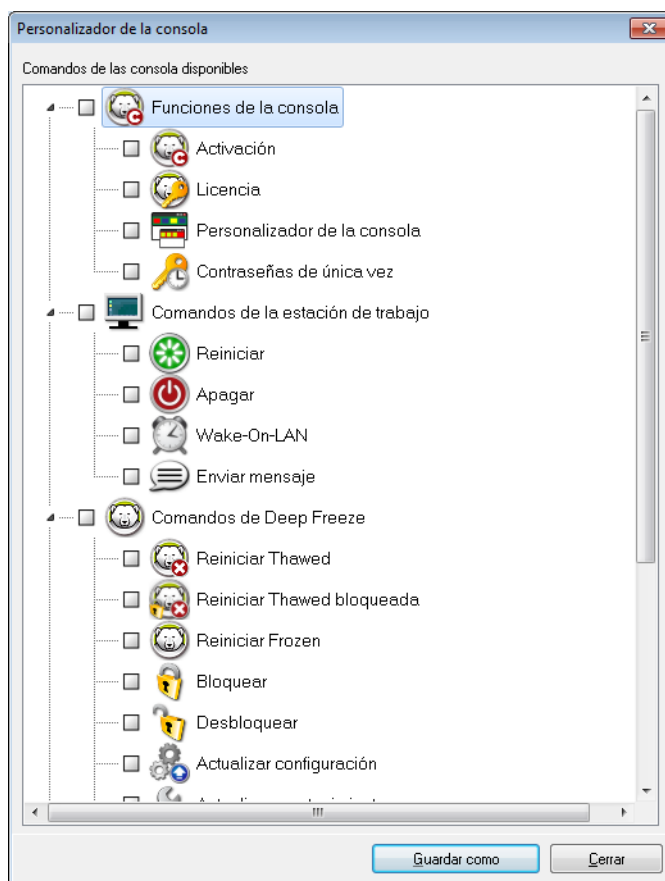 Personalizador de la consola
Comandos de las consola disponibles
Funciones de la consola
Activación
Licencia
Personalizador de la consola
Contraseñas de única vez
Comandos de la estación de trabajo
Reiniciar
Apagar
Wake-On-LAN
Enviar mensaje
Comandos de Deep Freeze
Reiniciar Thawed
Reiniciar Thawed bloqueada
Reiniciar Frozen
Bloquear
Desbloquear
Actualizar configuración
Guardar como
Cerrar